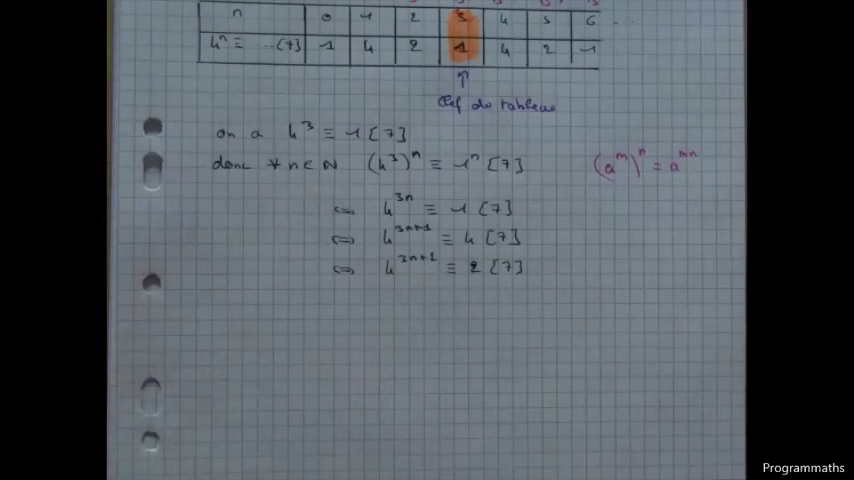 n 0 1 2 3 4 5 6 ...
4ⁿ ≡ ...[7] 1 4 2 1 4 2 1
↑
Clef du tableau
on a 4³ ≡ 1 [7]
donc ∀ n ∈ ℕ (4³)ⁿ ≡ 1ⁿ [7] (aᵐ)ⁿ = aᵐⁿ
⇔ 4³ⁿ ≡ 1 [7]
⇔ 4³ⁿ⁺¹ ≡ 4 [7]
⇔ 4³ⁿ⁺² ≡ 2 [7]
Programmaths